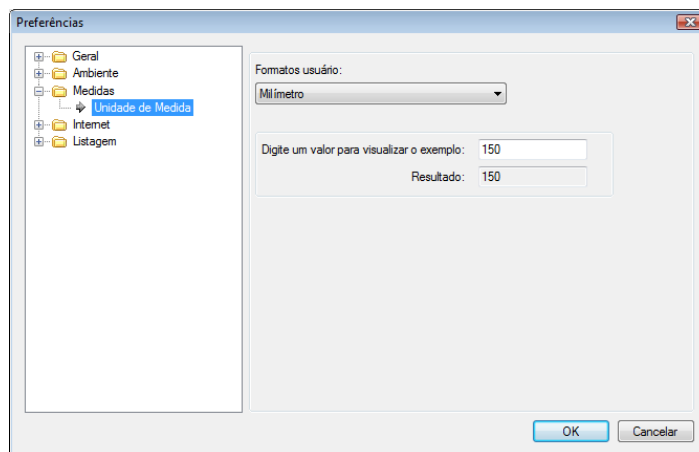 Preferências
Geral
Ambiente
Medidas
Unidade de Medida
Internet
Listagem
Formatos usuário:
Milímetro
Digite um valor para visualizar o exemplo: 150
Resultado: 150
OK Cancelar